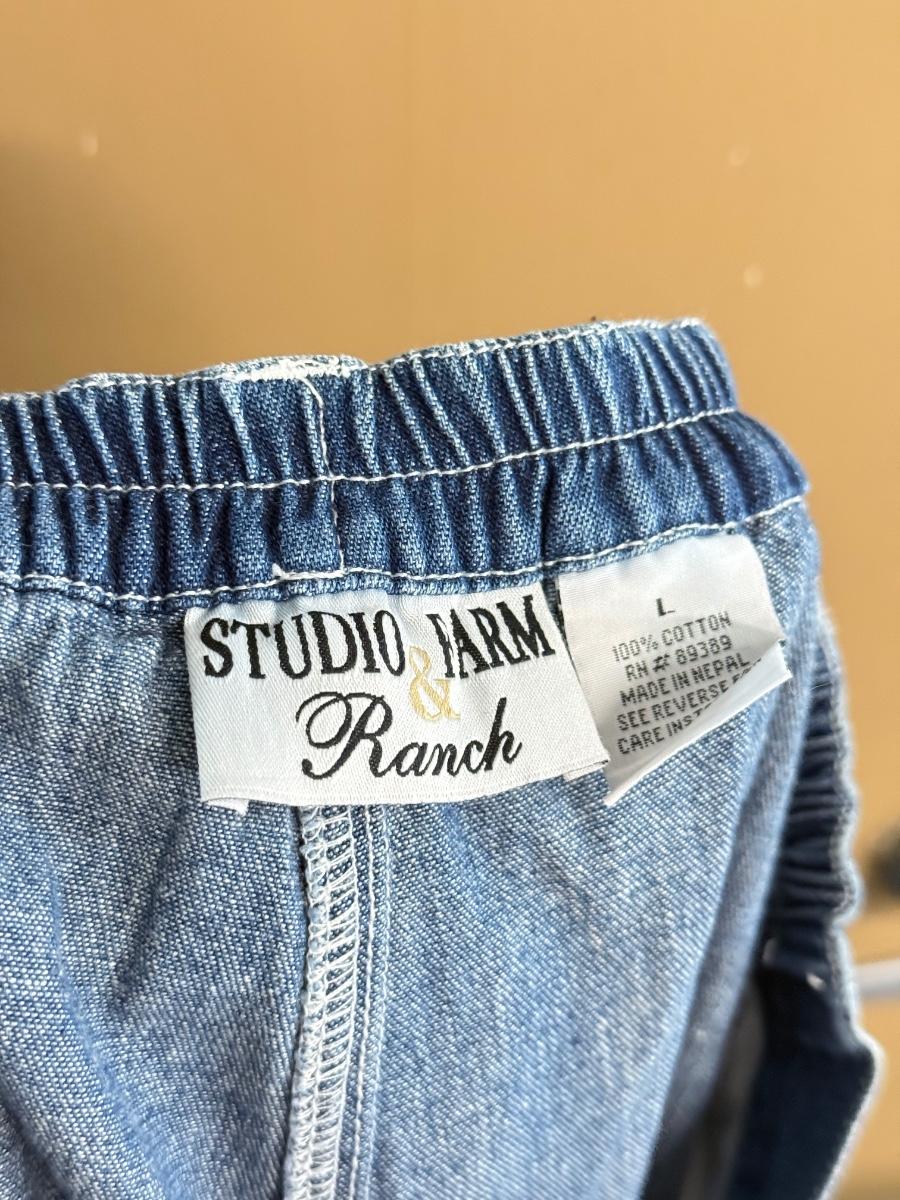 STUDIO FARM
&
Ranch
L
100% COTTON
RN # 89389
MADE IN NEPAL
SEE REVERSE
CARE